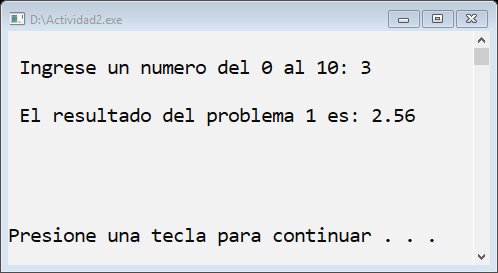 D:\Actividad2.exe
Ingrese un numero del 0 al 10: 3
El resultado del problema 1 es: 2.56
Presione una tecla para continuar . . .